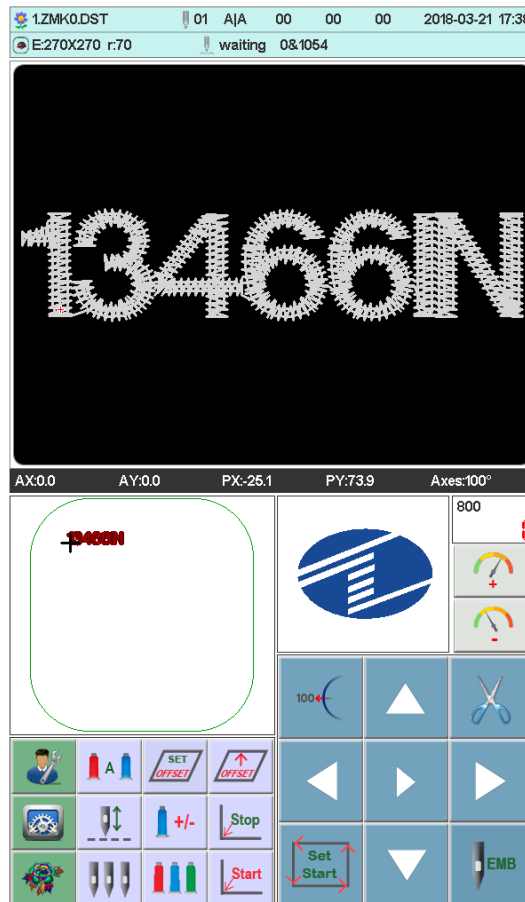 1.ZMK0.DST 01 A|A 00 00 00 2018-03-21 17:38
E:270X270 r:70 waiting 0&1054
13466N
AX:0.0 AY:0.0 PX:-25.1 PY:73.9 Axes:100°
13466N
800
+
-
100
A
SET OFFSET
OFFSET
+/-
Stop
Set
Start
EMB
Start